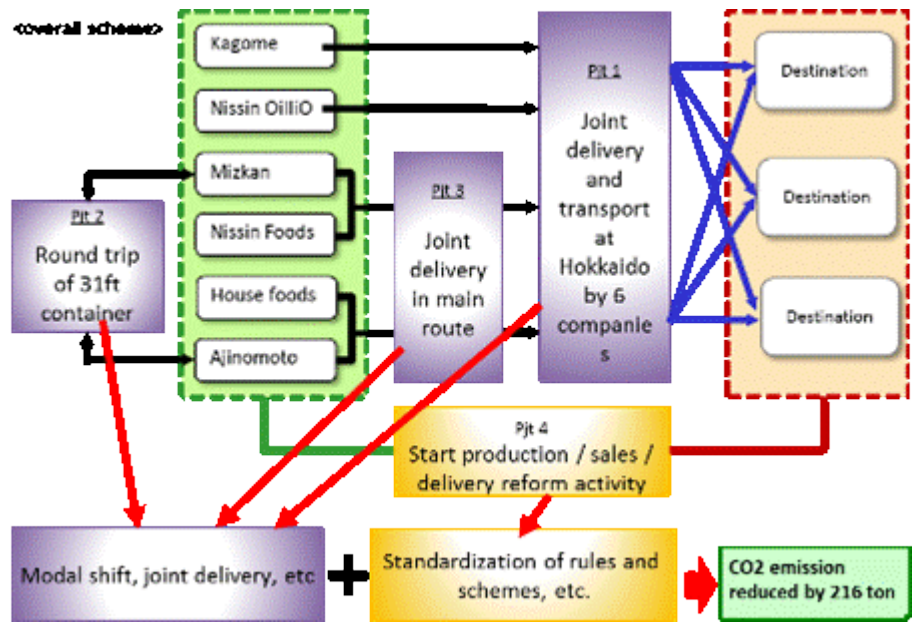 <overall scheme>
Kagome
Nissin OilliO
Mizkan
Nissin Foods
House foods
Ajinomoto
Pjt 2
Round trip
of 31ft
container
Pjt 3
Joint
delivery
in main
route
Pjt 1
Joint
delivery
and
transport
at
Hokkaido
by 6
companie
s
Destination
Destination
Destination
Pjt 4
Start production / sales /
delivery reform activity
Modal shift, joint delivery, etc
+
Standardization of rules and
schemes, etc.
CO2 emission
reduced by 216 ton